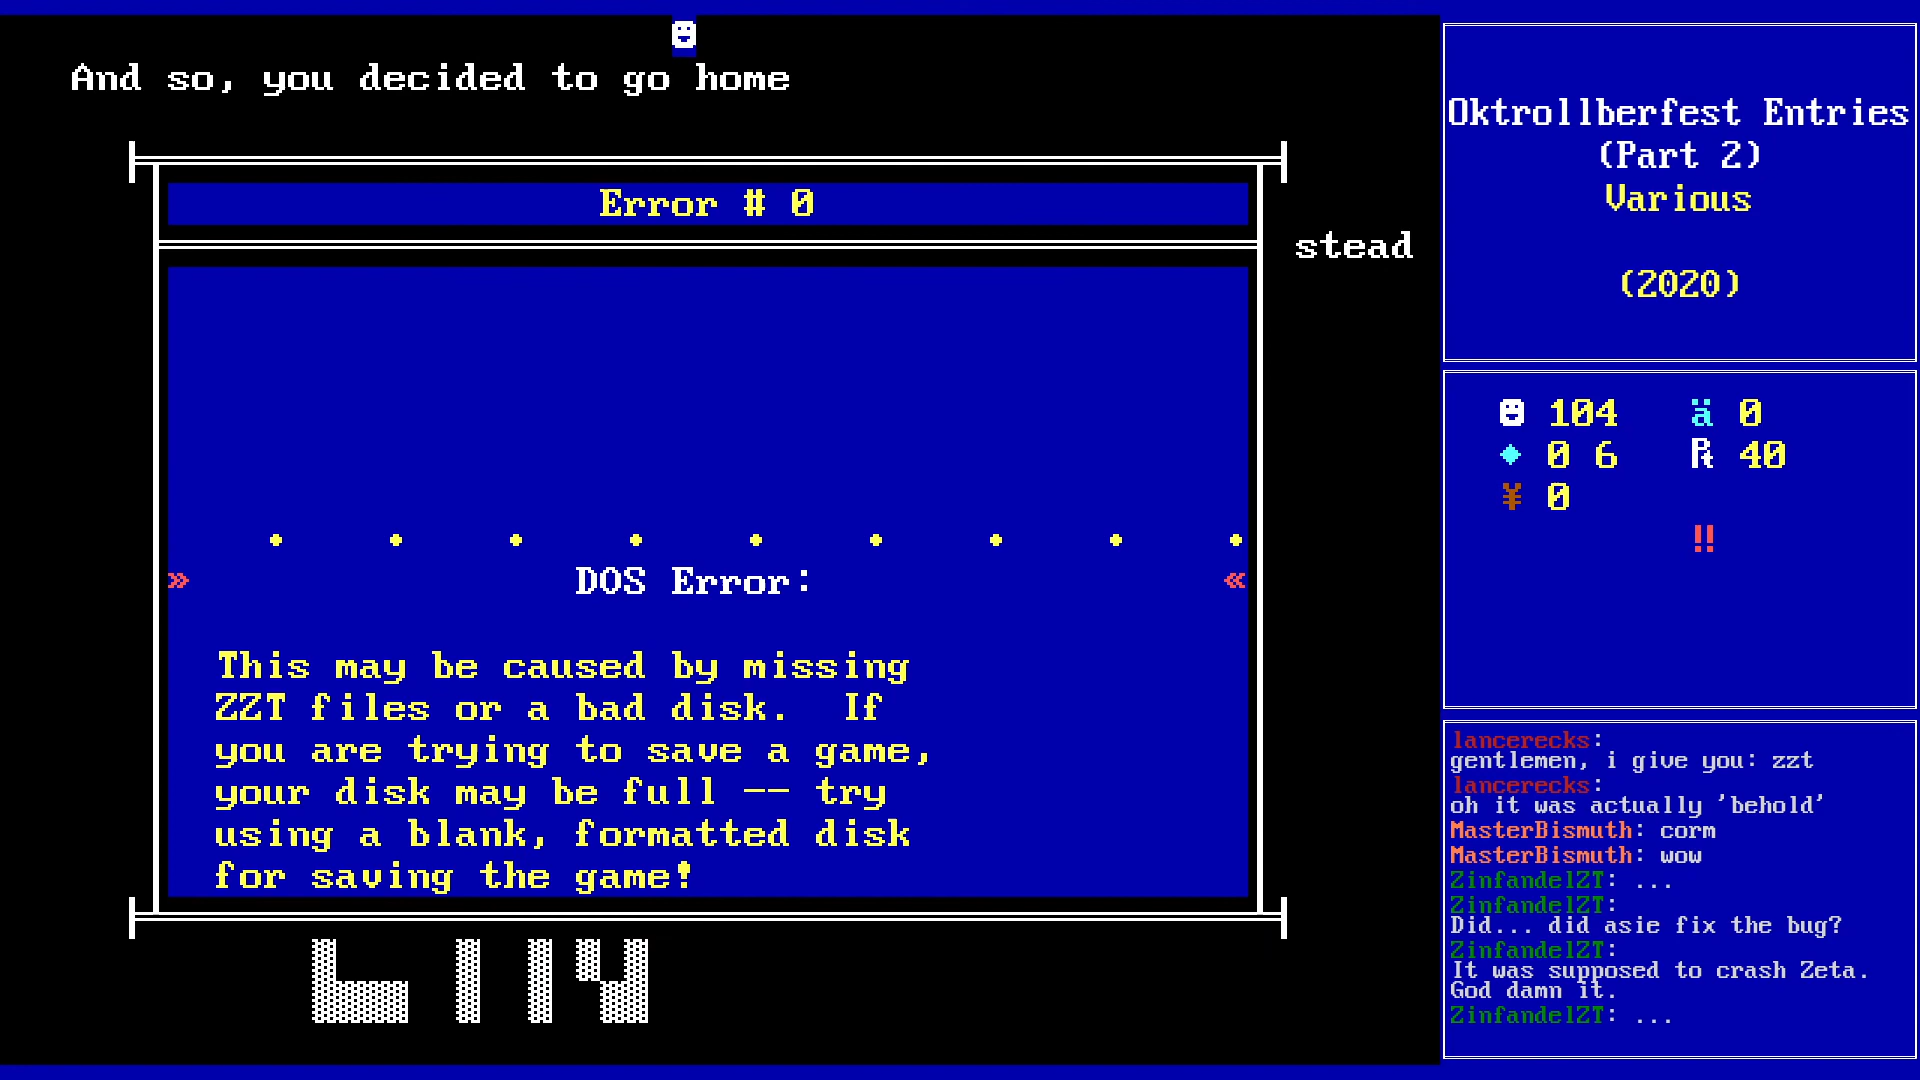 And so, you decided to go home
Error # 0
stead
DOS Error:
This may be caused by missing
ZZT files or a bad disk.  If
you are trying to save a game,
your disk may be full -- try
using a blank, formatted disk
for saving the game!
Oktrollberfest Entries
(Part 2)
Various
(2020)
104 ä 0
0 6 ₧ 40
¥ 0
‼
lancerecks:
gentlemen, i give you: zzt
lancerecks:
oh it was actually 'behold'
MasterBismuth: corm
MasterBismuth: wow
ZinfandelZT: ...
ZinfandelZT:
Did... did asie fix the bug?
ZinfandelZT:
It was supposed to crash Zeta.
God damn it.
ZinfandelZT: ...